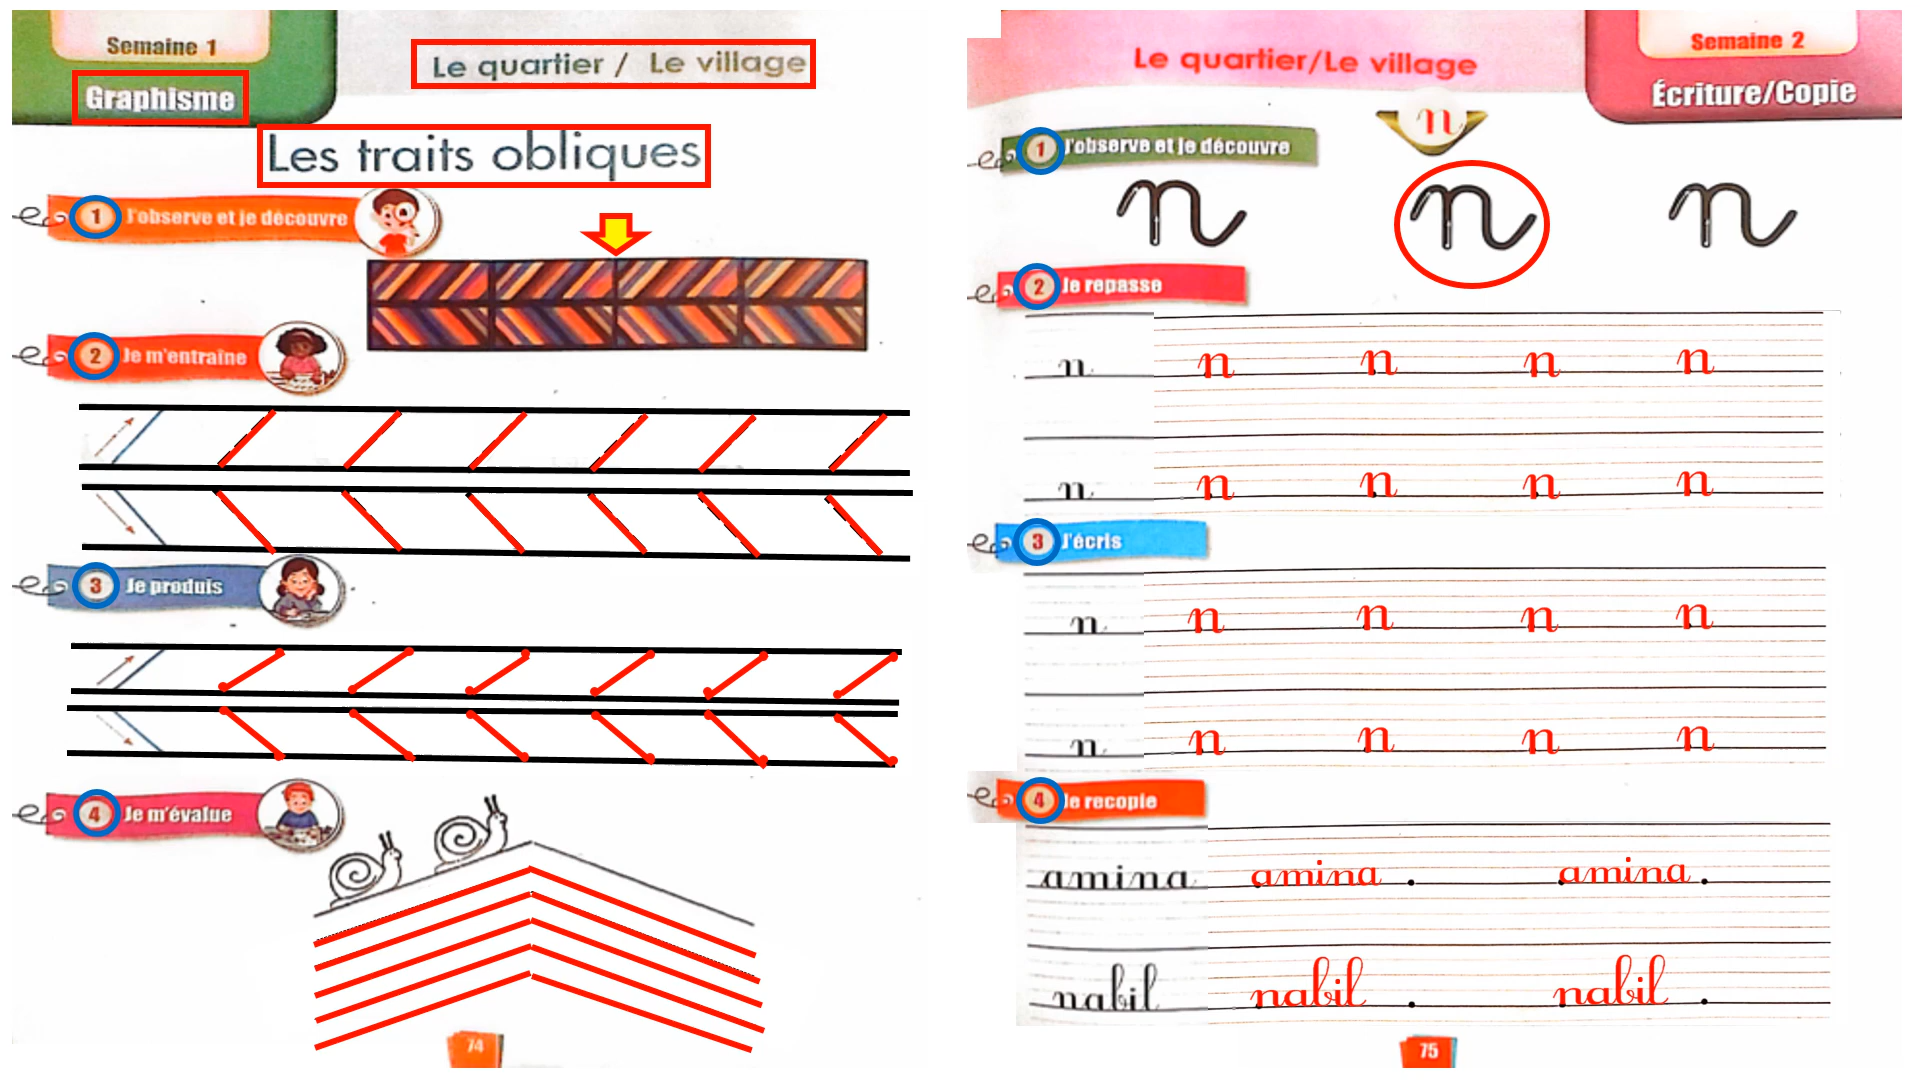 Semaine 1
Le quartier / Le village
Graphisme
Les traits obliques
1 J'observe et je découvre
2 Je m'entraîne
3 Je produis
4 Je m'évalue
74
Semaine 2
Le quartier/Le village
Écriture/Copie
n
1 J'observe et je découvre
n n n
2 Je repasse
n n n n n
n n n n n
3 J'écris
n n n n n
n n n n n
4 Je recopie
amina amina . amina .
nabil nabil . nabil .
75